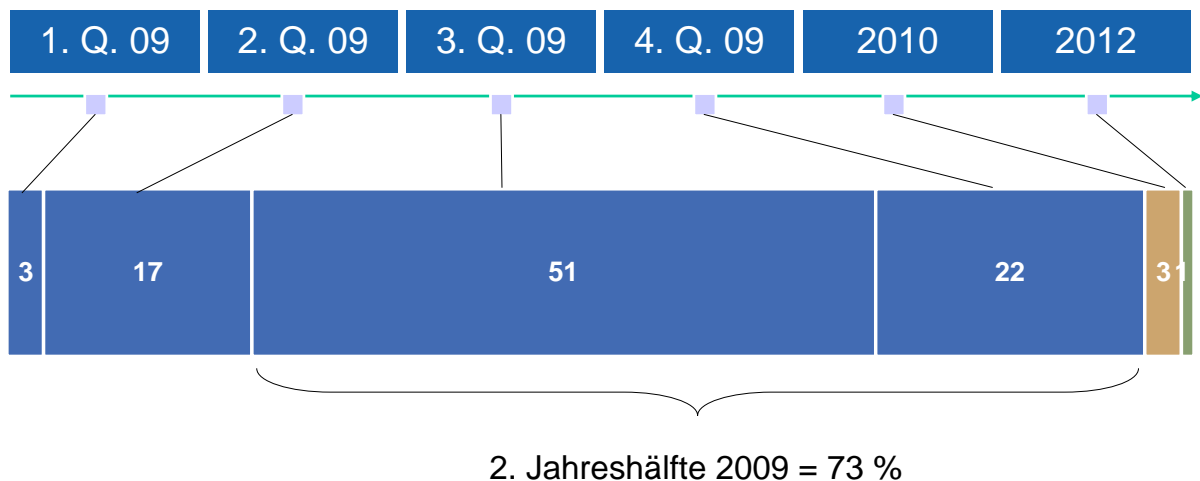 1. Q. 09 2. Q. 09 3. Q. 09 4. Q. 09 2010 2012
3 17 51 22 3 1
2. Jahreshälfte 2009 = 73 %